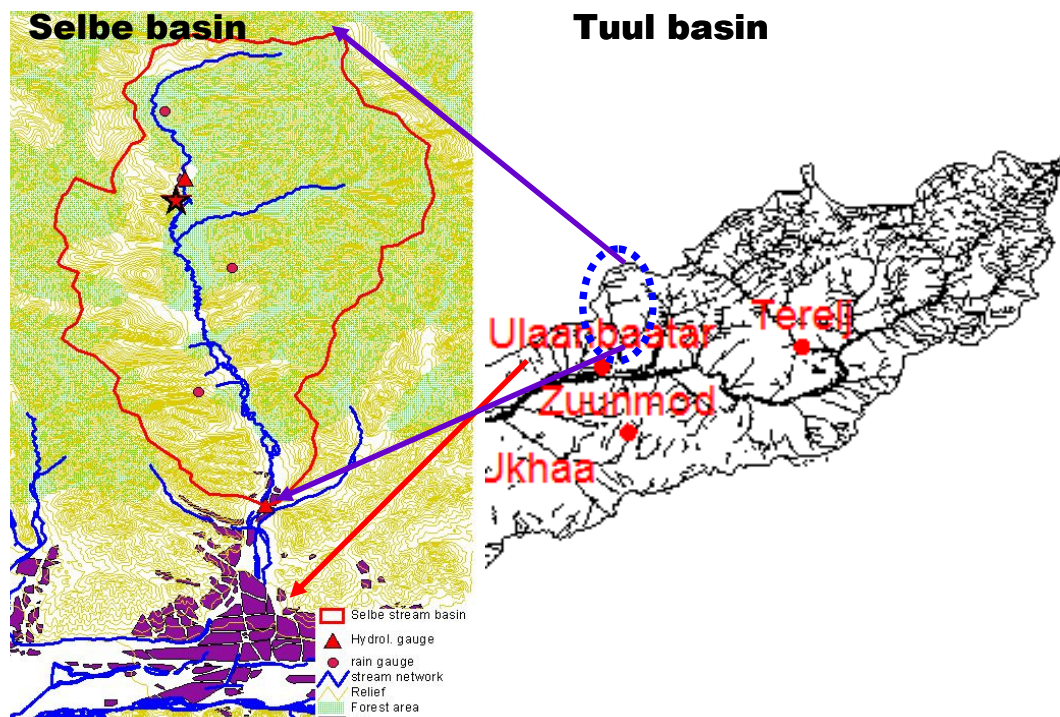 Selbe basin
Tuul basin
Terelj
Ulaanbaatar
Zuunmod
Ukhaa
Selbe stream basin
Hydrol. gauge
rain gauge
stream network
Relief
Forest area